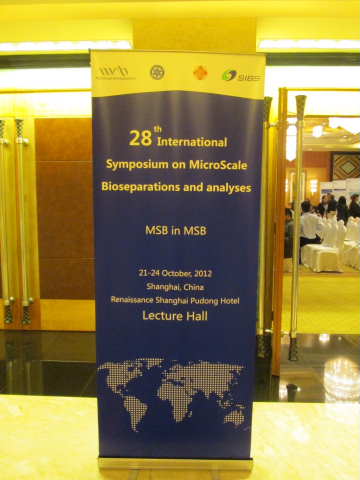 msb
SIBS
28th International
Symposium on MicroScale
Bioseparations and analyses
MSB in MSB
21-24 October, 2012
Shanghai, China
Renaissance Shanghai Pudong Hotel
Lecture Hall